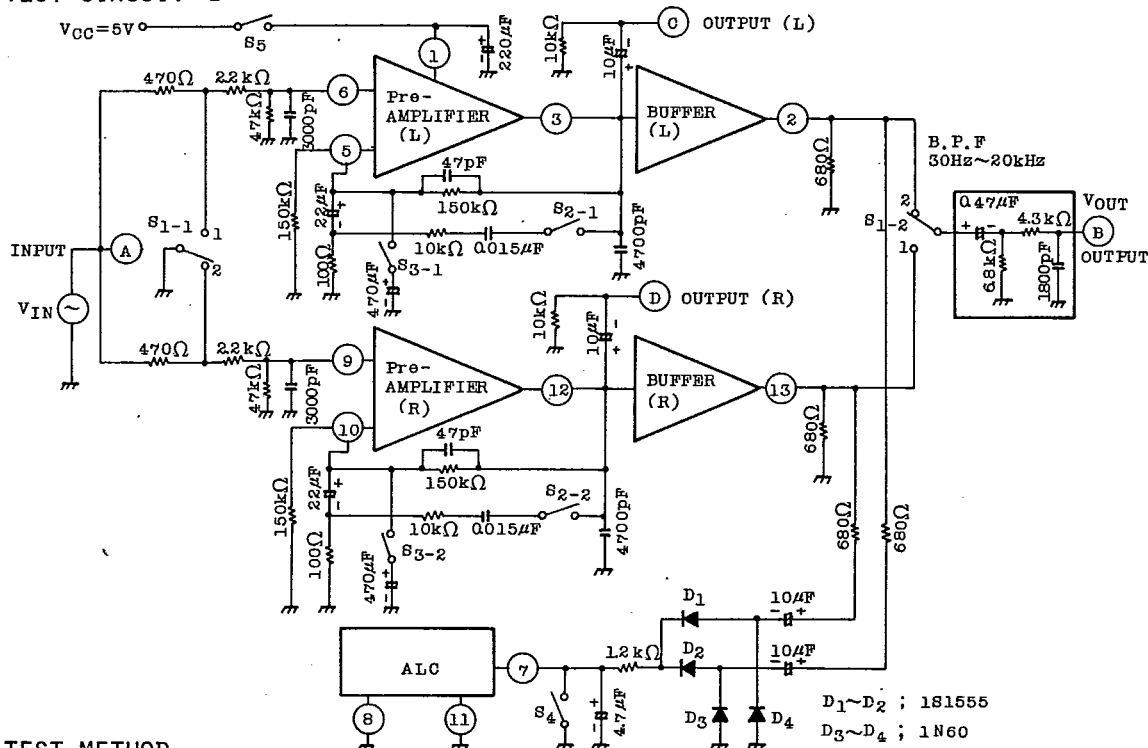 VCC=5V
S5
1
220μF
10kΩ
C
OUTPUT (L)
10μF
470Ω
2.2kΩ
6
Pre-
AMPLIFIER
(L)
3
BUFFER
(L)
2
47kΩ
3000pF
5
B.P.F
30Hz~20kHz
680Ω
47pF
150kΩ
22μF
150kΩ
S2-1
10kΩ
0.015μF
4700pF
100Ω
S3-1
470μF
S1-1
1
2
INPUT
A
VIN
S1-2
2
1
0.47μF
4.3kΩ
VOUT
B
OUTPUT
6.8kΩ
1800pF
10kΩ
D
OUTPUT (R)
10μF
470Ω
2.2kΩ
9
Pre-
AMPLIFIER
(R)
12
BUFFER
(R)
13
47kΩ
3000pF
10
680Ω
47pF
150kΩ
22μF
150kΩ
S2-2
10kΩ
0.015μF
4700pF
100Ω
S3-2
470μF
680Ω
680Ω
D1
10μF
D2
10μF
ALC
7
1.2kΩ
8
11
S4
4.7μF
D3
D4
D1~D2 ; 1S1555
D3~D4 ; 1N60